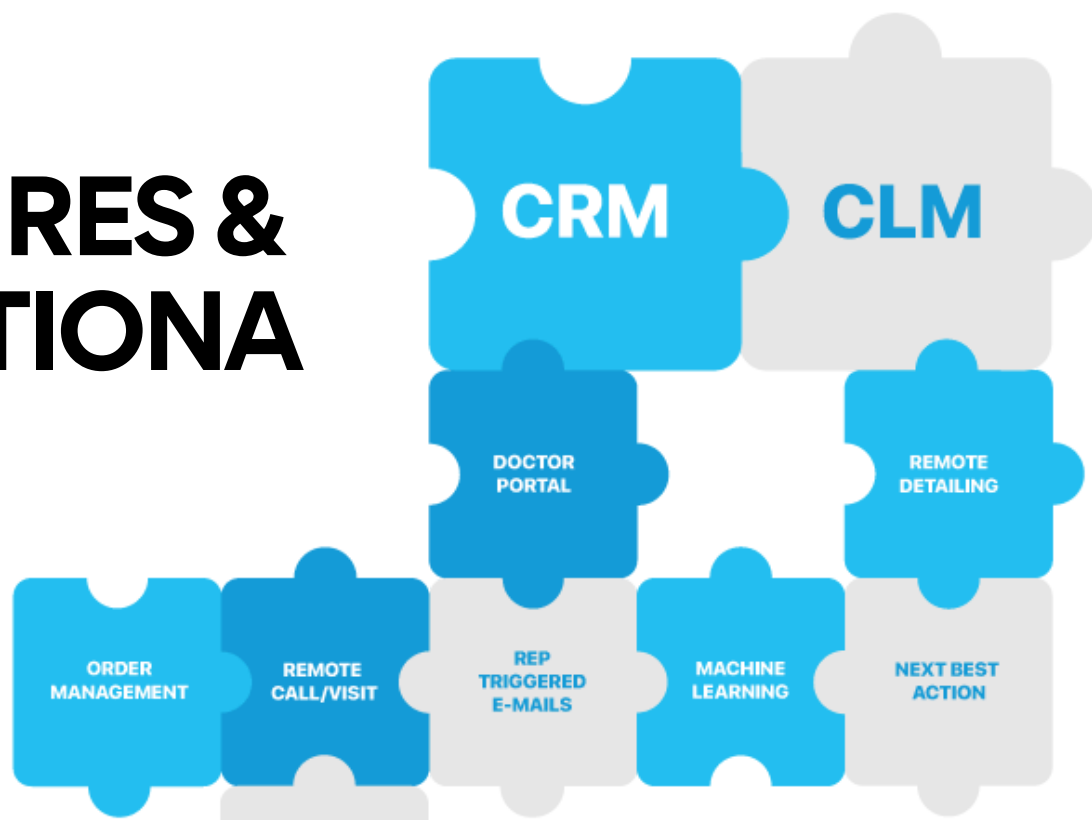 RES &
TIONA
CRM
CLM
DOCTOR
PORTAL
REMOTE
DETAILING
ORDER
MANAGEMENT
REMOTE
CALL/VISIT
REP
TRIGGERED
E-MAILS
MACHINE
LEARNING
NEXT BEST
ACTION